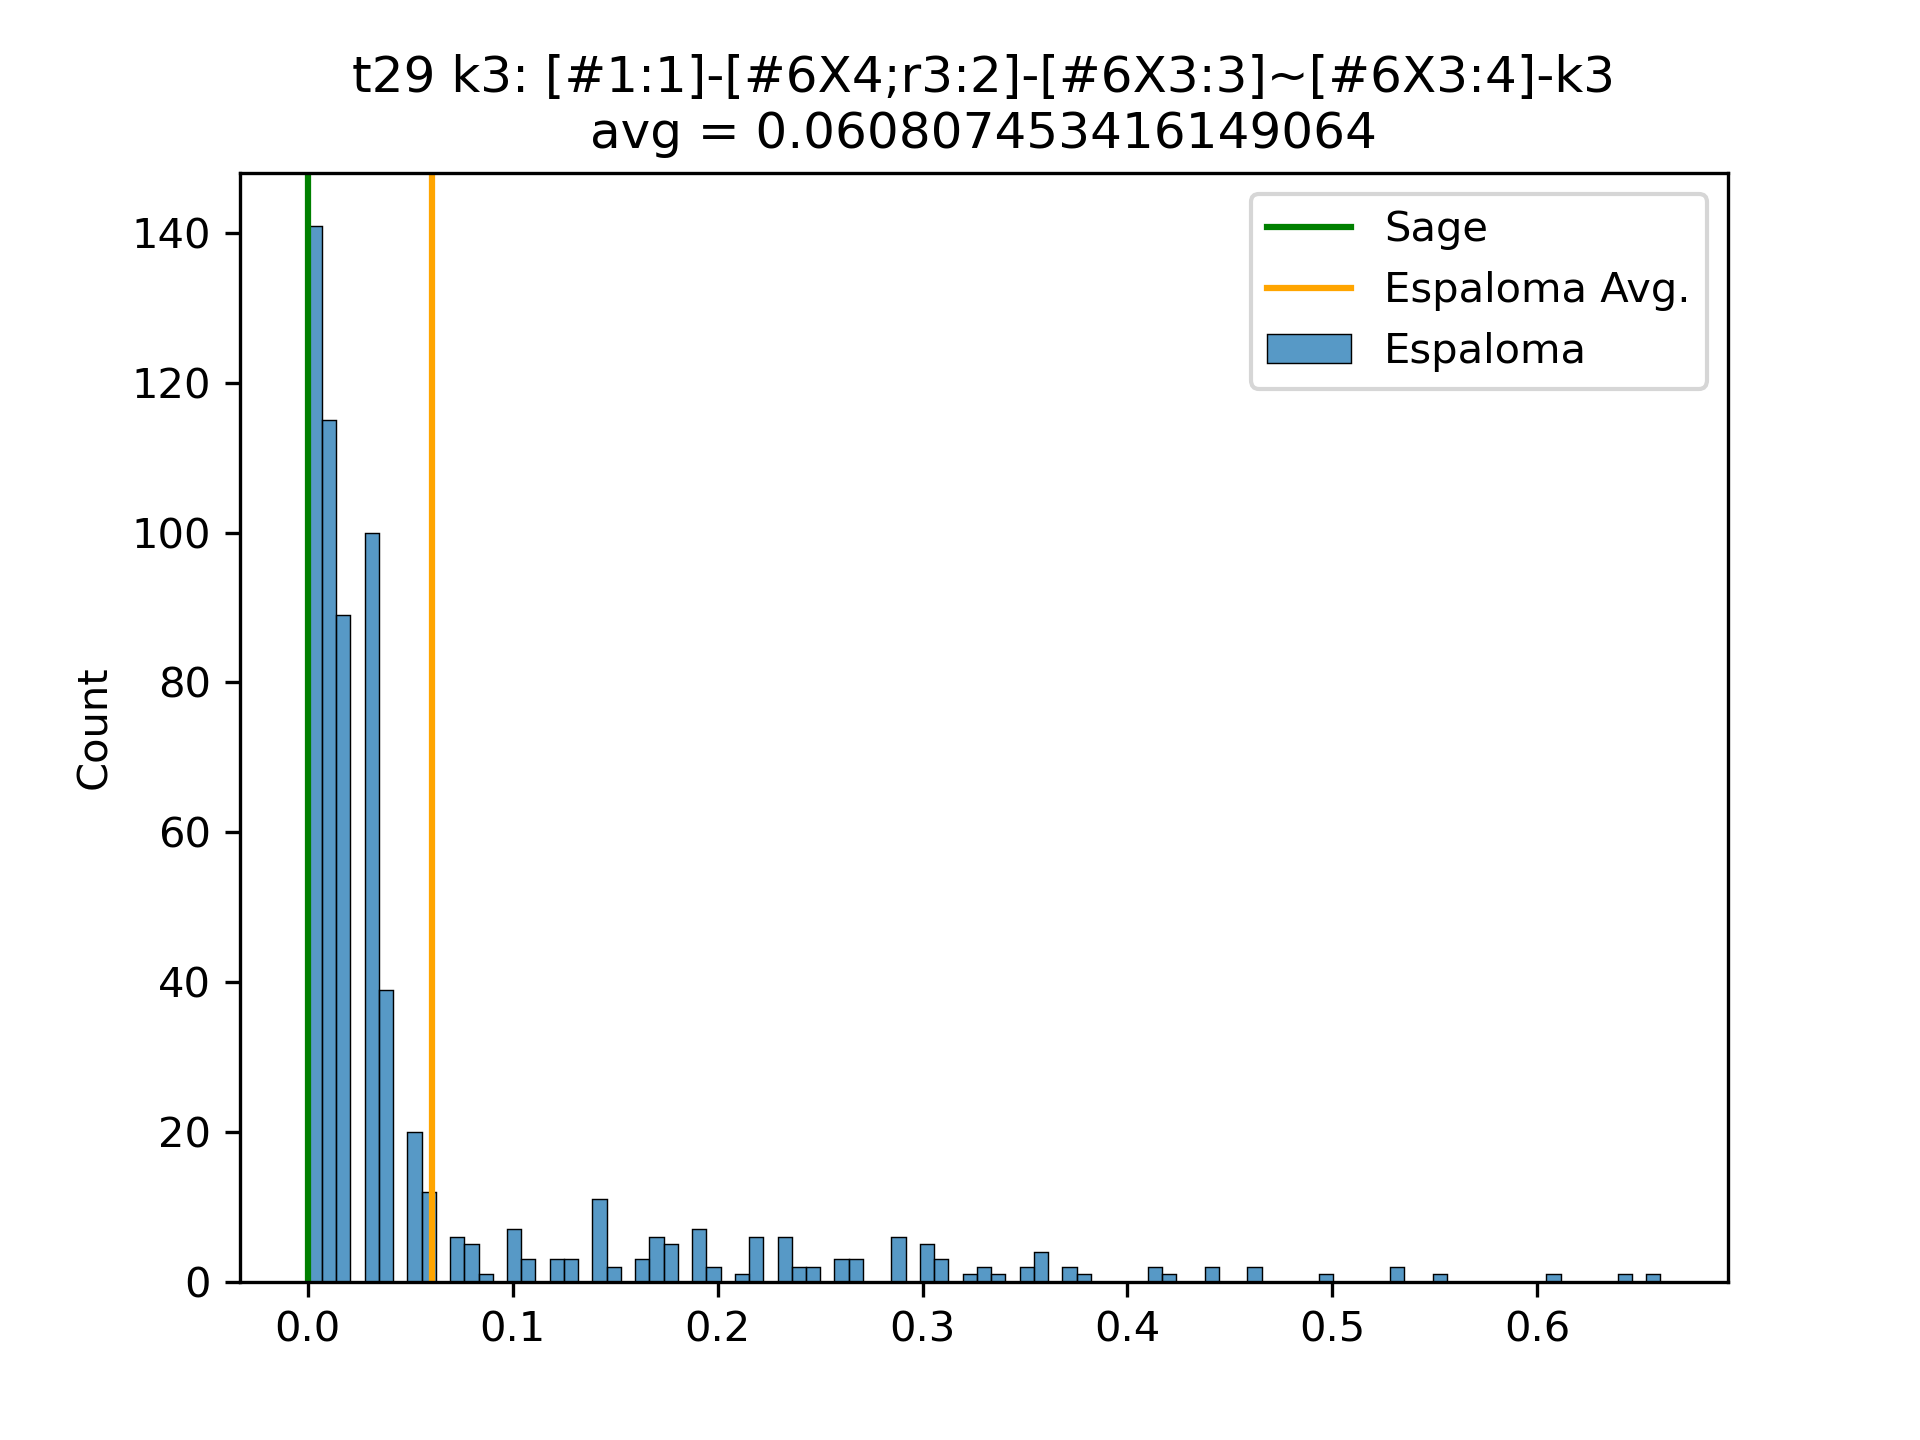 t29 k3: [#1:1]-[#6X4;r3:2]-[#6X3:3]~[#6X3:4]-k3
avg = 0.060807453416149064
Sage
Espaloma Avg.
Espaloma
Count
140
120
100
80
60
40
20
0
0.0 0.1 0.2 0.3 0.4 0.5 0.6